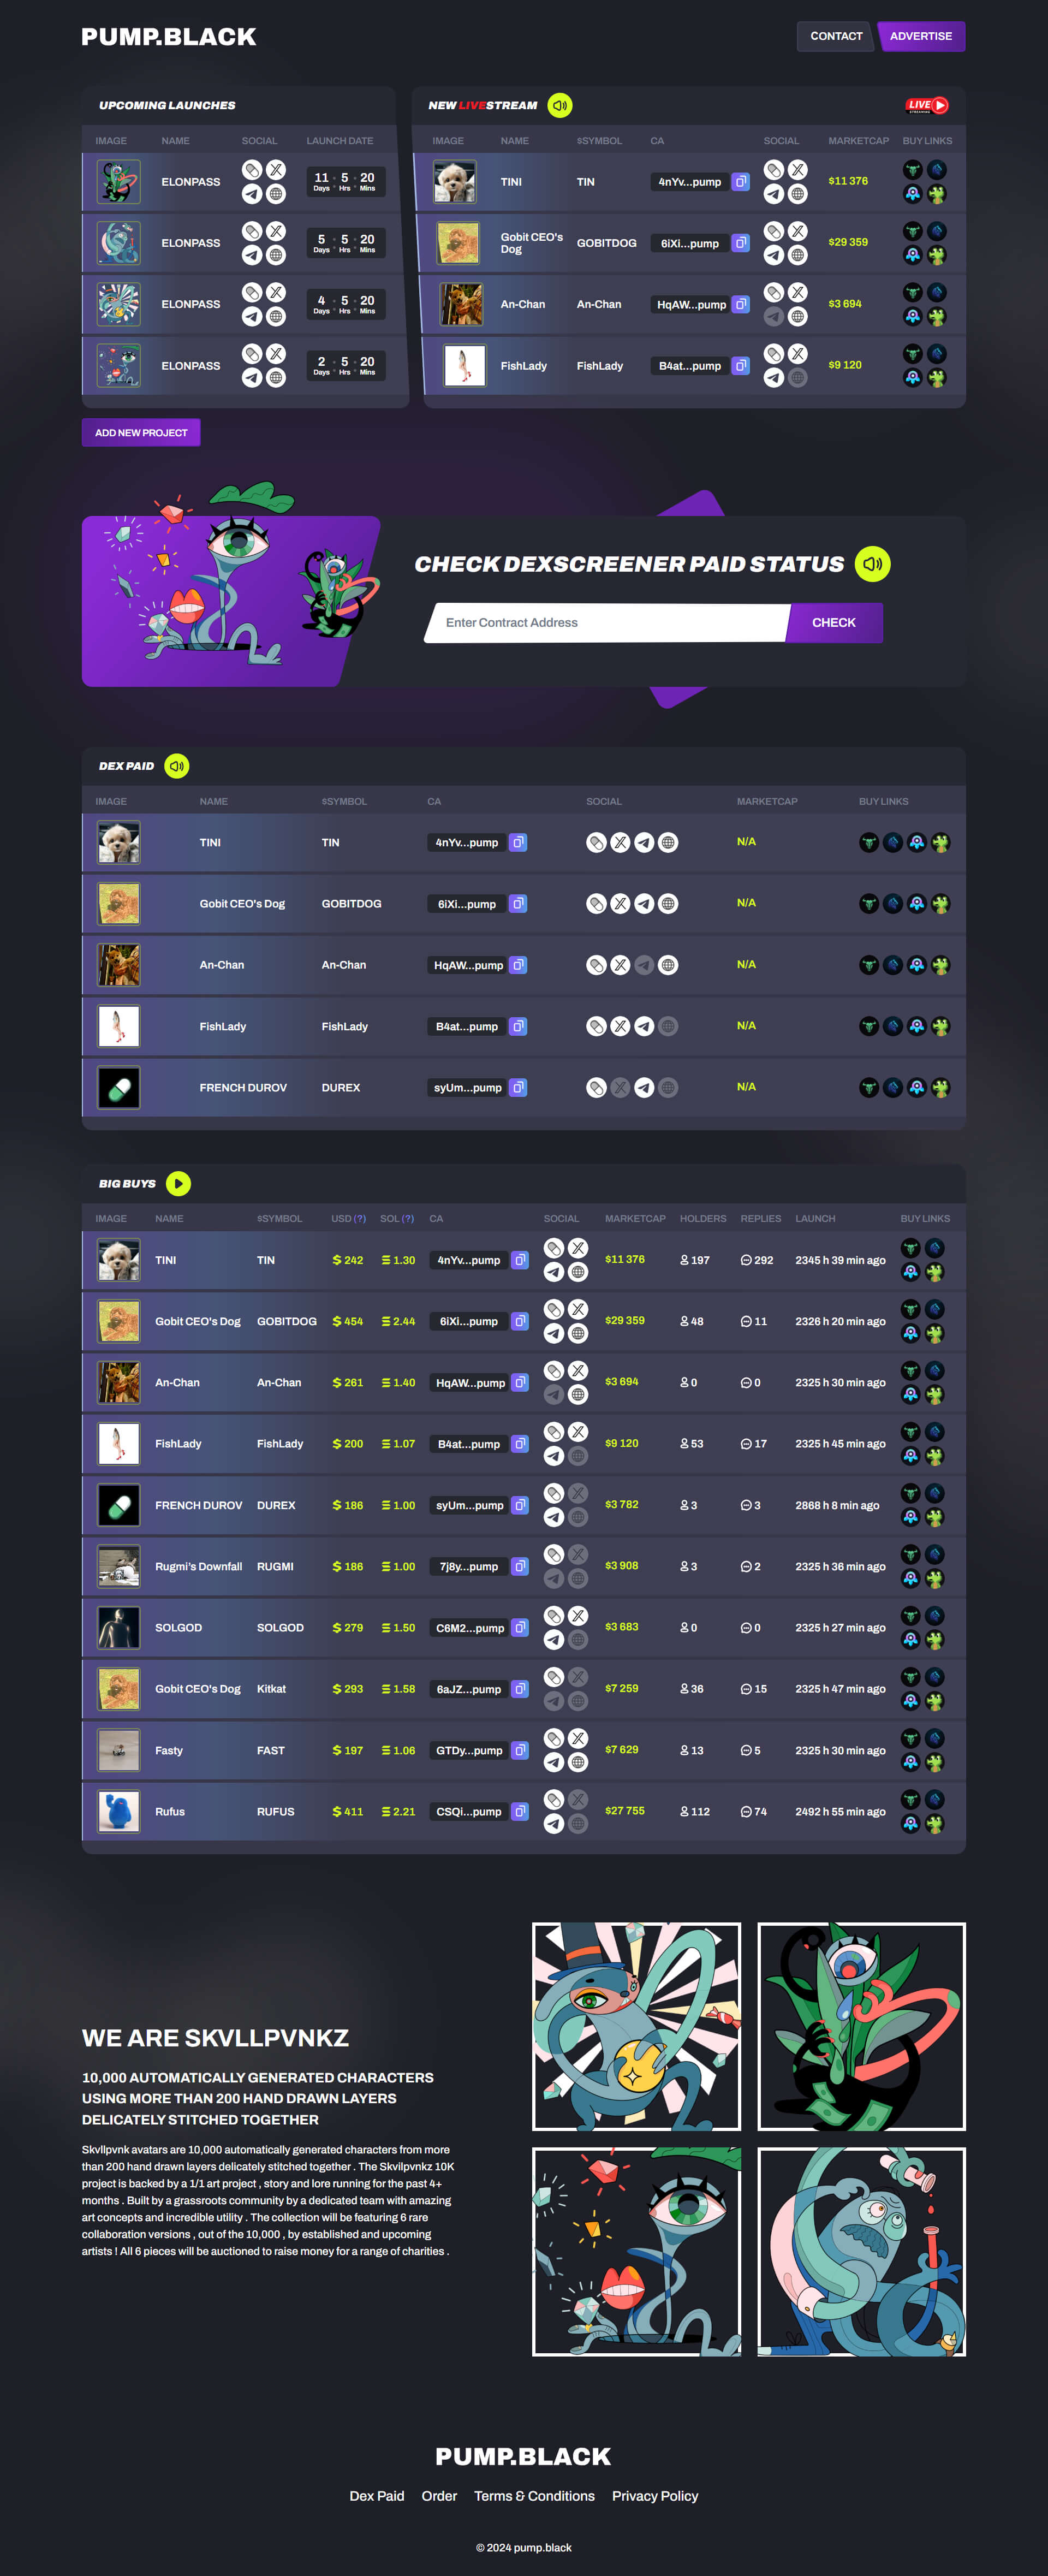 PUMP.BLACK
CONTACT
ADVERTISE
UPCOMING LAUNCHES
IMAGE NAME SOCIAL LAUNCH DATE
ELONPASS 11 : 5 : 20
Days Hrs Mins
ELONPASS 5 : 5 : 20
Days Hrs Mins
ELONPASS 4 : 5 : 20
Days Hrs Mins
ELONPASS 2 : 5 : 20
Days Hrs Mins
NEW LIVESTREAM
LIVE
STREAMING
IMAGE NAME $SYMBOL CA SOCIAL MARKETCAP BUY LINKS
TINI TIN 4nYv...pump $11 376
Gobit CEO's
Dog GOBITDOG 6iXi...pump $29 359
An-Chan An-Chan HqAW...pump $3 694
FishLady FishLady B4at...pump $9 120
ADD NEW PROJECT
CHECK DEXSCREENER PAID STATUS
Enter Contract Address
CHECK
DEX PAID
IMAGE NAME $SYMBOL CA SOCIAL MARKETCAP BUY LINKS
TINI TIN 4nYv...pump N/A
Gobit CEO's Dog GOBITDOG 6iXi...pump N/A
An-Chan An-Chan HqAW...pump N/A
FishLady FishLady B4at...pump N/A
FRENCH DUROV DUREX syUm...pump N/A
BIG BUYS
IMAGE NAME $SYMBOL USD (?) SOL (?) CA SOCIAL MARKETCAP HOLDERS REPLIES LAUNCH BUY LINKS
TINI TIN $ 242 1.30 4nYv...pump $11 376 197 292 2345 h 39 min ago
Gobit CEO's Dog GOBITDOG $ 454 2.44 6iXi...pump $29 359 48 11 2326 h 20 min ago
An-Chan An-Chan $ 261 1.40 HqAW...pump $3 694 0 0 2325 h 30 min ago
FishLady FishLady $ 200 1.07 B4at...pump $9 120 53 17 2325 h 45 min ago
FRENCH DUROV DUREX $ 186 1.00 syUm...pump $3 782 3 3 2868 h 8 min ago
Rugmi's Downfall RUGMI $ 186 1.00 7j8y...pump $3 908 3 2 2325 h 36 min ago
SOLGOD SOLGOD $ 279 1.50 C6M2...pump $3 683 0 0 2325 h 27 min ago
Gobit CEO's Dog Kitkat $ 293 1.58 6aJZ...pump $7 259 36 15 2325 h 47 min ago
Fasty FAST $ 197 1.06 GTDy...pump $7 629 13 5 2325 h 30 min ago
Rufus RUFUS $ 411 2.21 CSQi...pump $27 755 112 74 2492 h 55 min ago
WE ARE SKVLLPVNKZ
10,000 AUTOMATICALLY GENERATED CHARACTERS
USING MORE THAN 200 HAND DRAWN LAYERS
DELICATELY STITCHED TOGETHER
Skvllpvnk avatars are 10,000 automatically generated characters from more
than 200 hand drawn layers delicately stitched together . The Skvllpvnkz 10K
project is backed by a 1/1 art project , story and lore running for the past 4+
months . Built by a grassroots community by a dedicated team with amazing
art concepts and incredible utility . The collection will be featuring 6 rare
collaboration versions , out of the 10,000 , by established and upcoming
artists ! All 6 pieces will be auctioned to raise money for a range of charities .
PUMP.BLACK
Dex Paid Order Terms & Conditions Privacy Policy
© 2024 pump.black